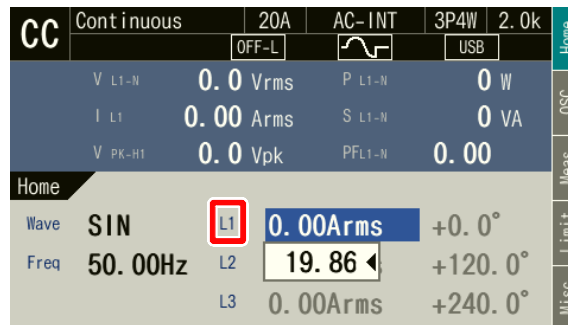 CC Continuous 20A AC-INT 3P4W 2.0k
OFF-L USB
V L1-N 0.0 Vrms P L1-N 0 W
I L1 0.00 Arms S L1-N 0 VA
V PK-H1 0.0 Vpk PFL1-N 0.00
Home
Wave SIN L1 0.00Arms +0.0°
Freq 50.00Hz L2 19.86 +120.0°
L3 0.00Arms +240.0°
Home
OSC
Meas
Limit
Misc